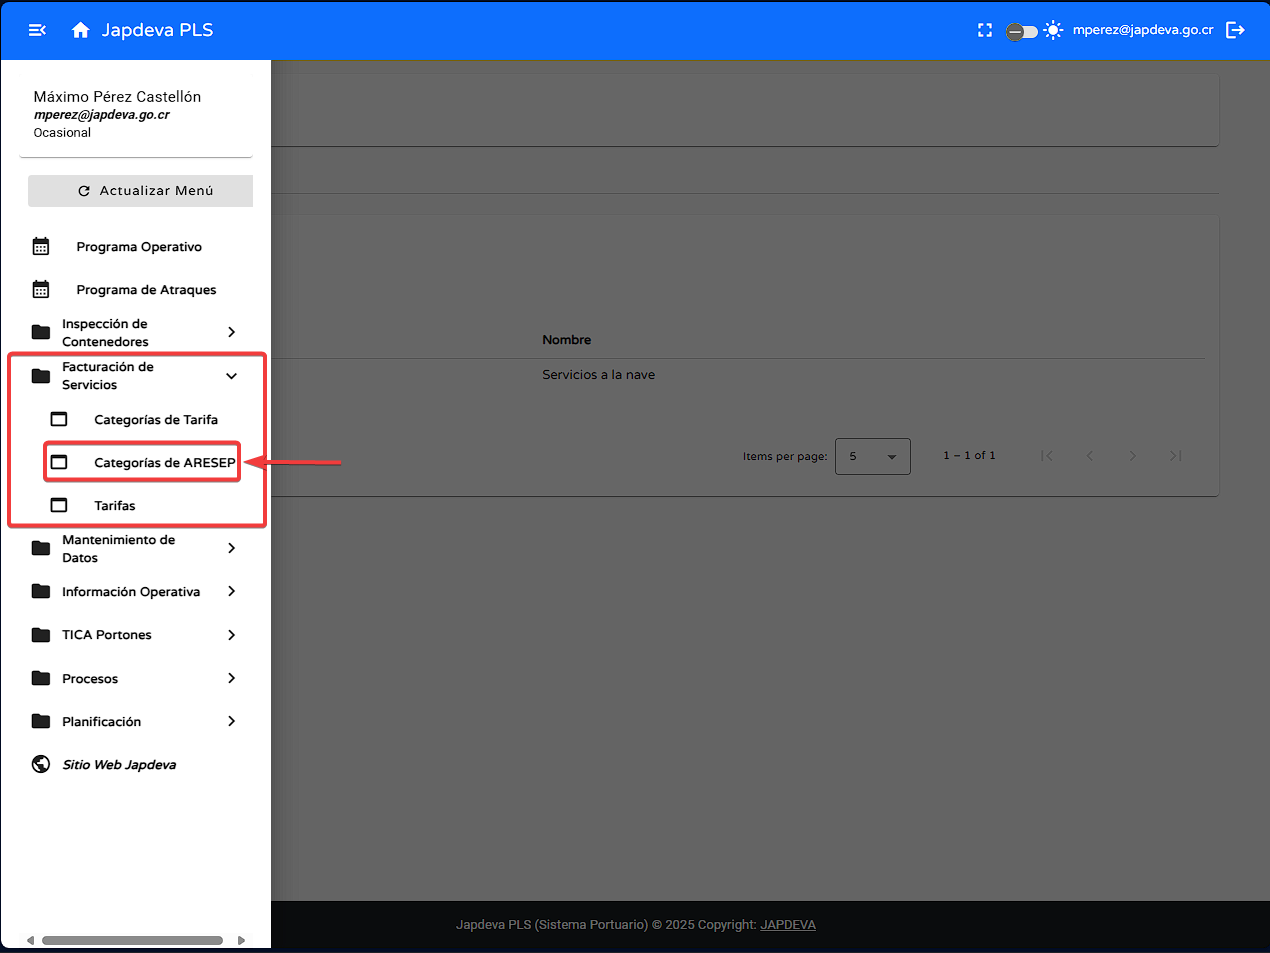 Japdeva PLS
mperez@japdeva.go.cr
Máximo Pérez Castellón
mperez@japdeva.go.cr
Ocasional
Actualizar Menú
Programa Operativo
Programa de Atraques
Inspección de
Contenedores
Facturación de
Servicios
Categorías de Tarifa
Categorías de ARESEP
Tarifas
Mantenimiento de
Datos
Información Operativa
TICA Portones
Procesos
Planificación
Sitio Web Japdeva
Nombre
Servicios a la nave
Items per page: 5 1 – 1 of 1
Japdeva PLS (Sistema Portuario) © 2025 Copyright: JAPDEVA